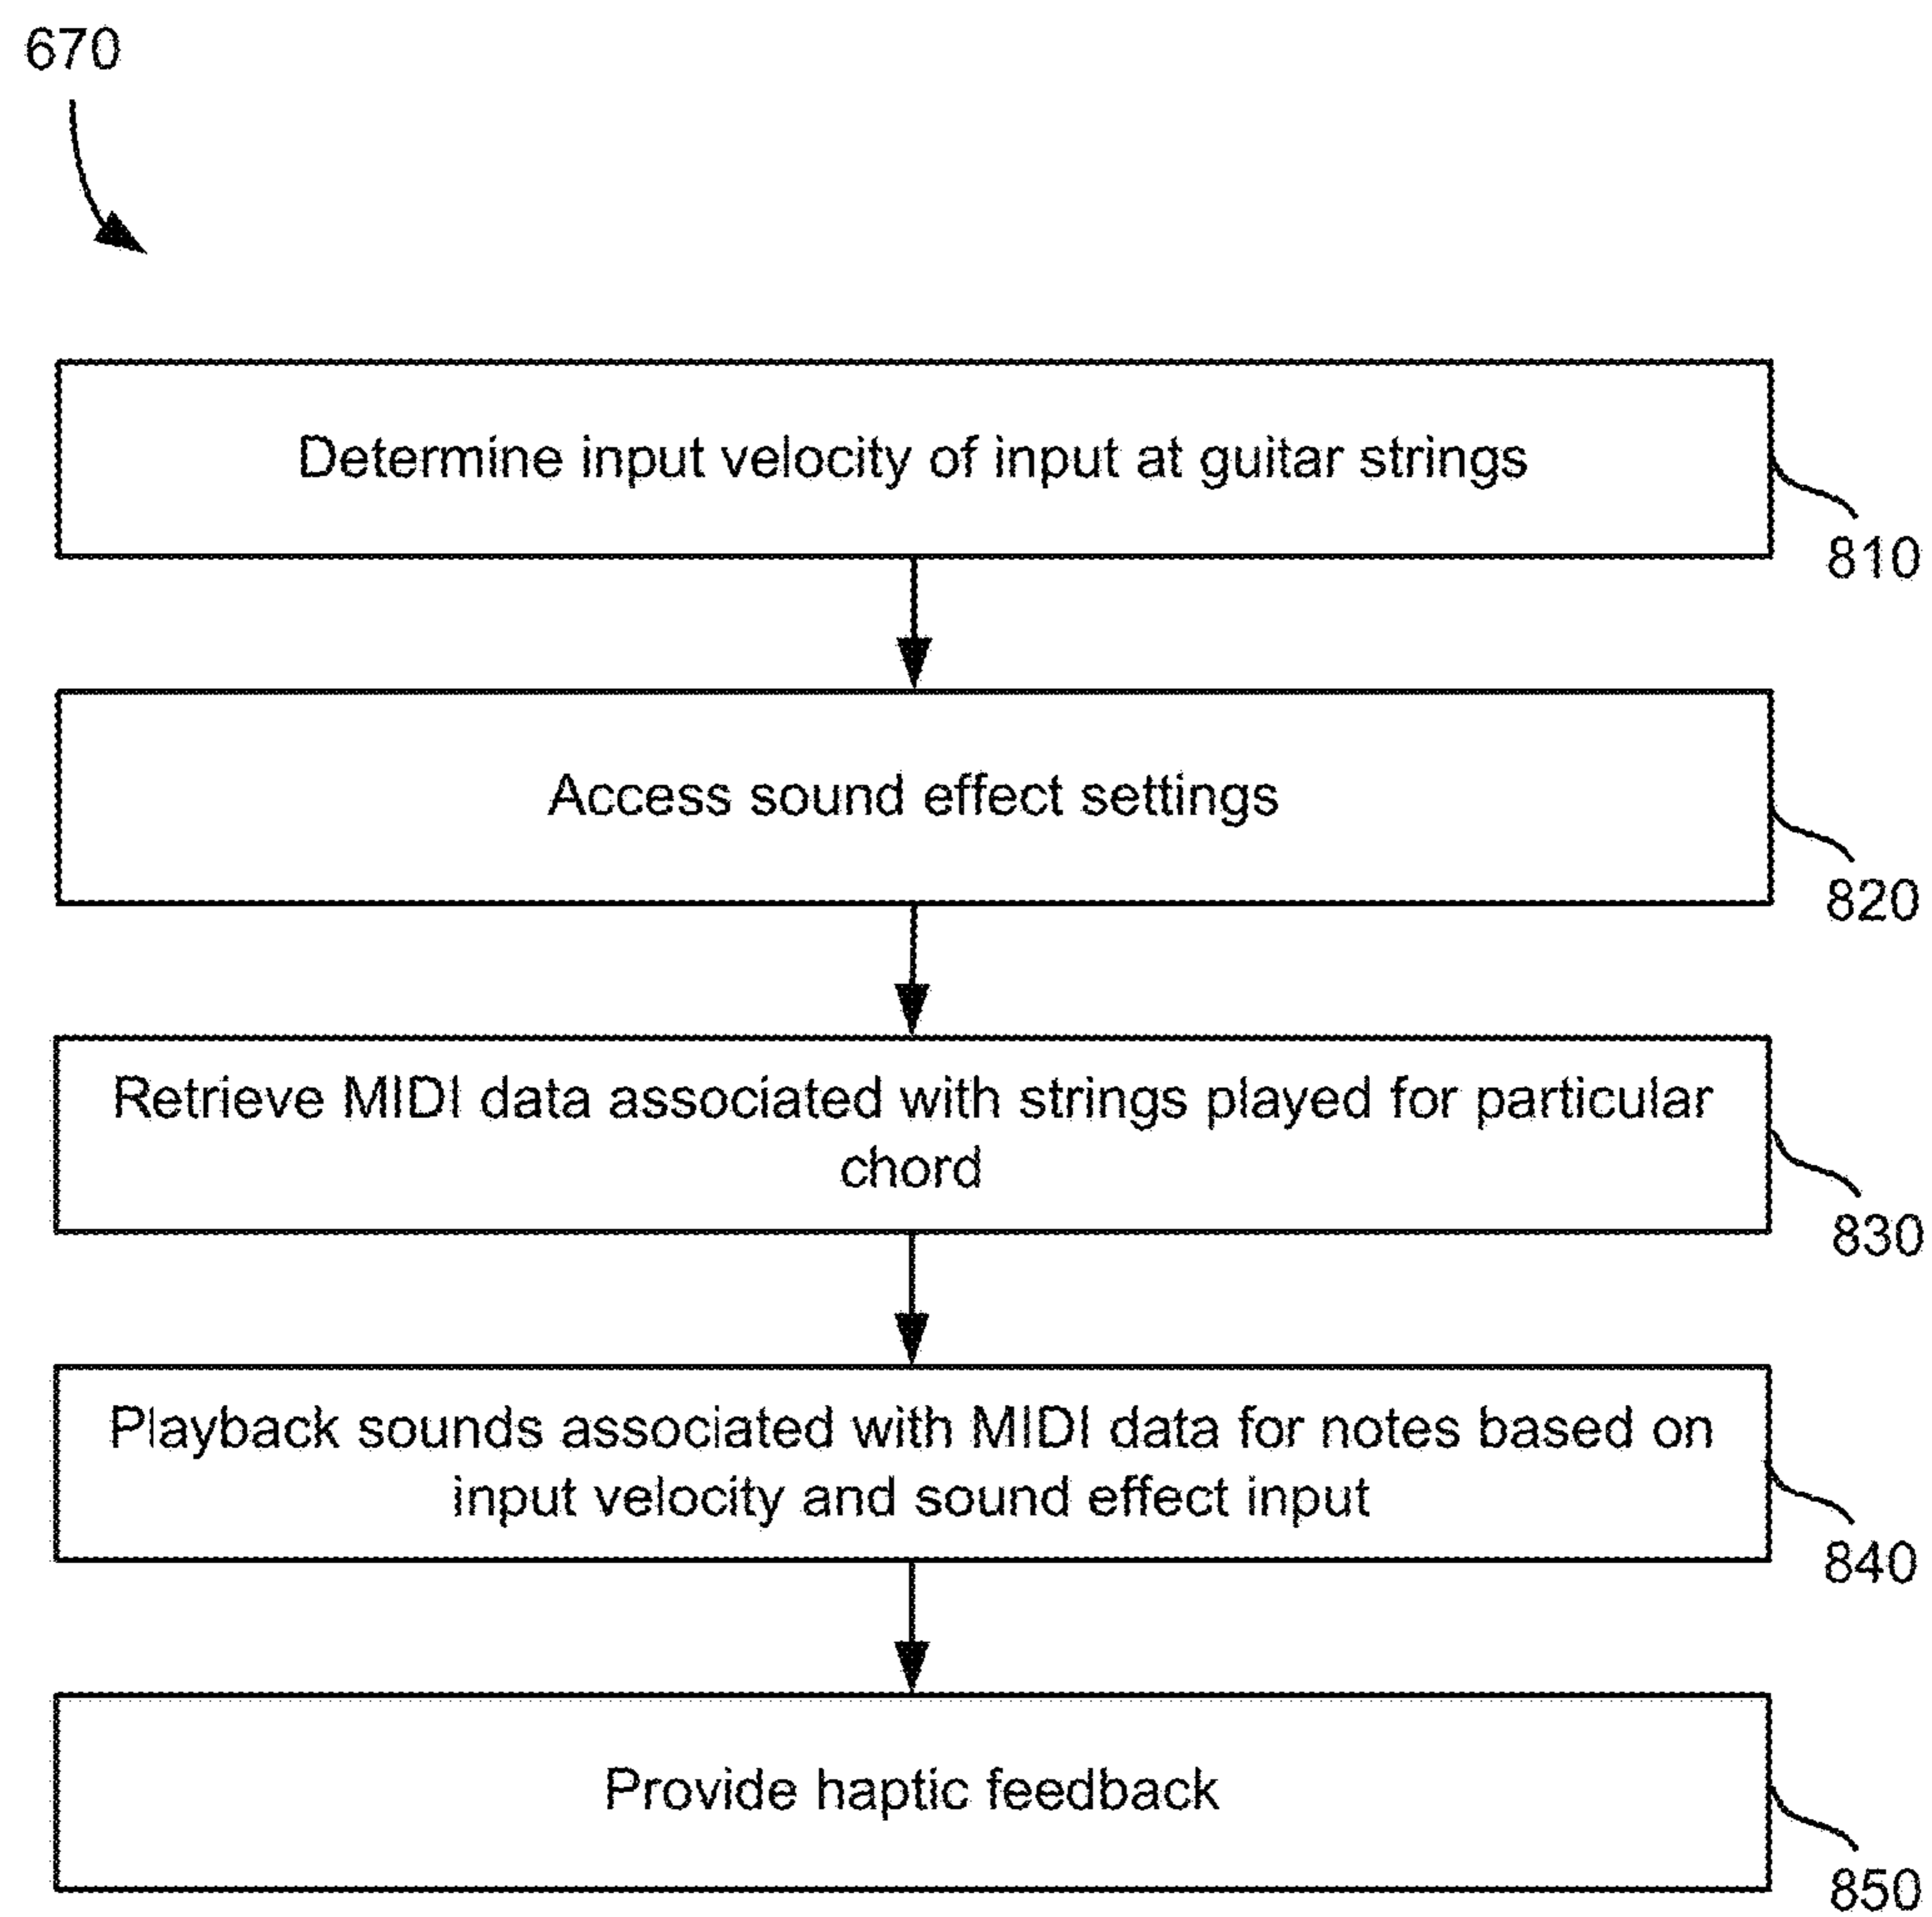 670
Determine input velocity of input at guitar strings
810
Access sound effect settings
820
Retrieve MIDI data associated with strings played for particular
chord
830
Playback sounds associated with MIDI data for notes based on
input velocity and sound effect input
840
Provide haptic feedback
850